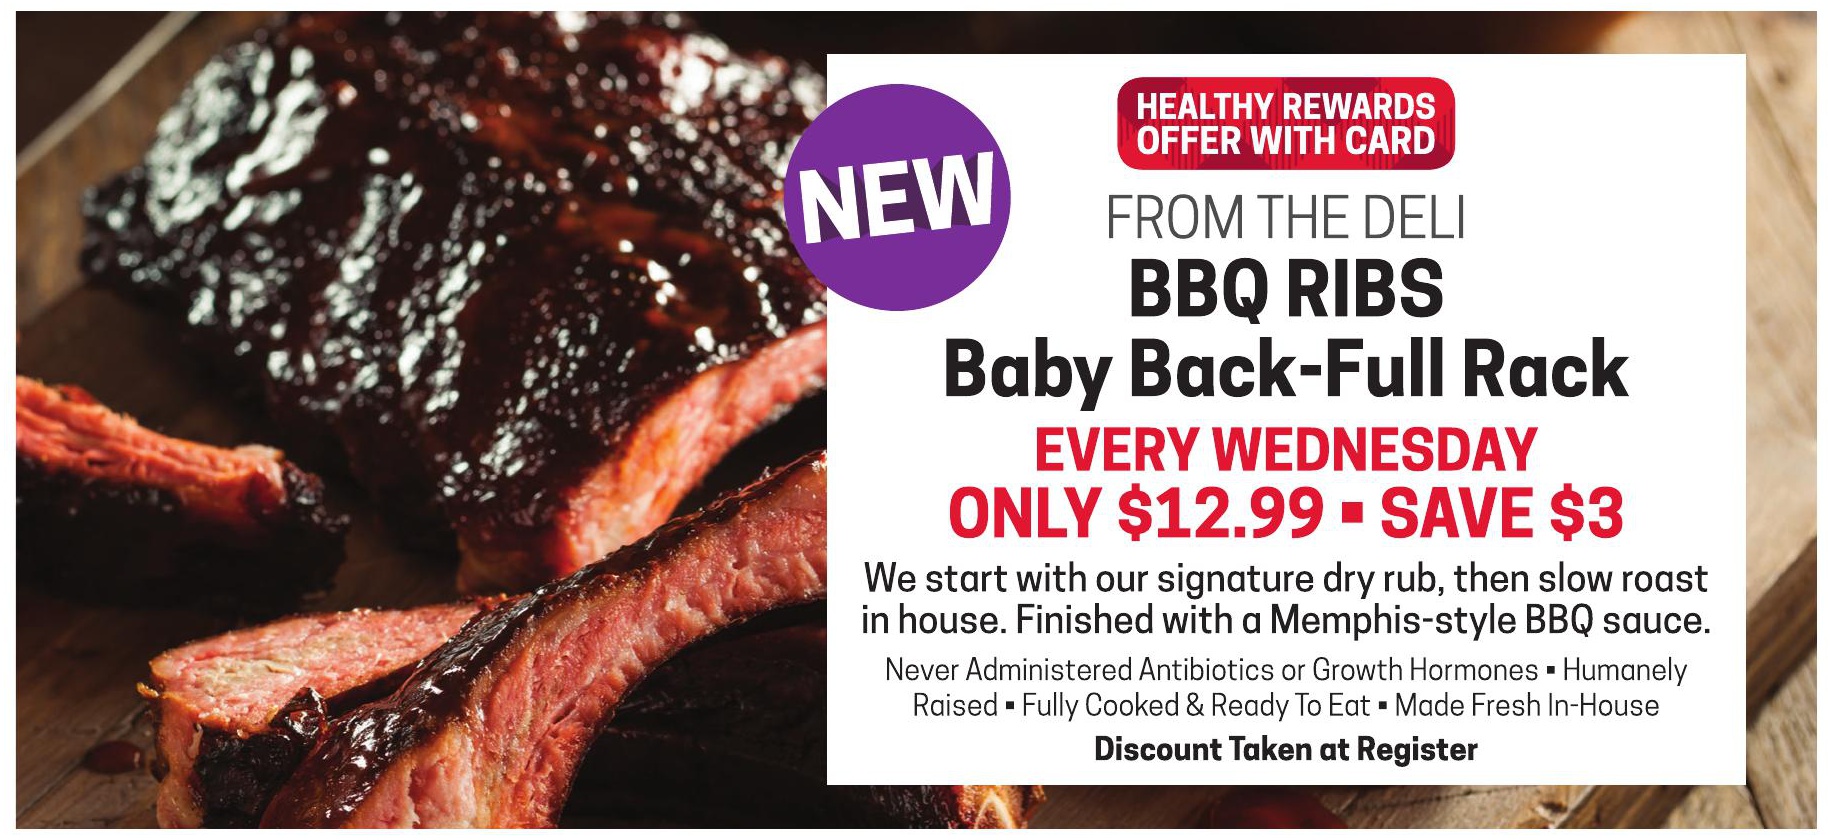 NEW
HEALTHY REWARDS
OFFER WITH CARD
FROM THE DELI
BBQ RIBS
Baby Back-Full Rack
EVERY WEDNESDAY
ONLY $12.99 ▪ SAVE $3
We start with our signature dry rub, then slow roast
in house. Finished with a Memphis-style BBQ sauce.
Never Administered Antibiotics or Growth Hormones ▪ Humanely
Raised ▪ Fully Cooked & Ready To Eat ▪ Made Fresh In-House
Discount Taken at Register